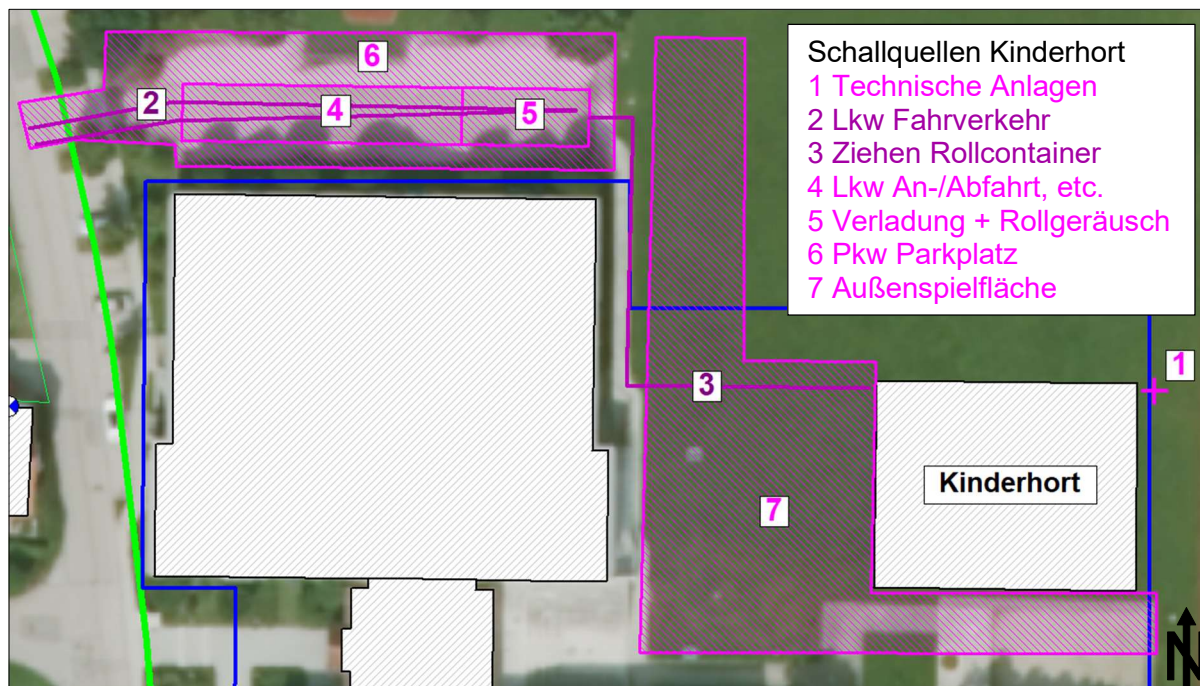 Schallquellen Kinderhort
1 Technische Anlagen
2 Lkw Fahrverkehr
3 Ziehen Rollcontainer
4 Lkw An-/Abfahrt, etc.
5 Verladung + Rollgeräusch
6 Pkw Parkplatz
7 Außenspielfläche
6
2
4
5
1
3
Kinderhort
7
N